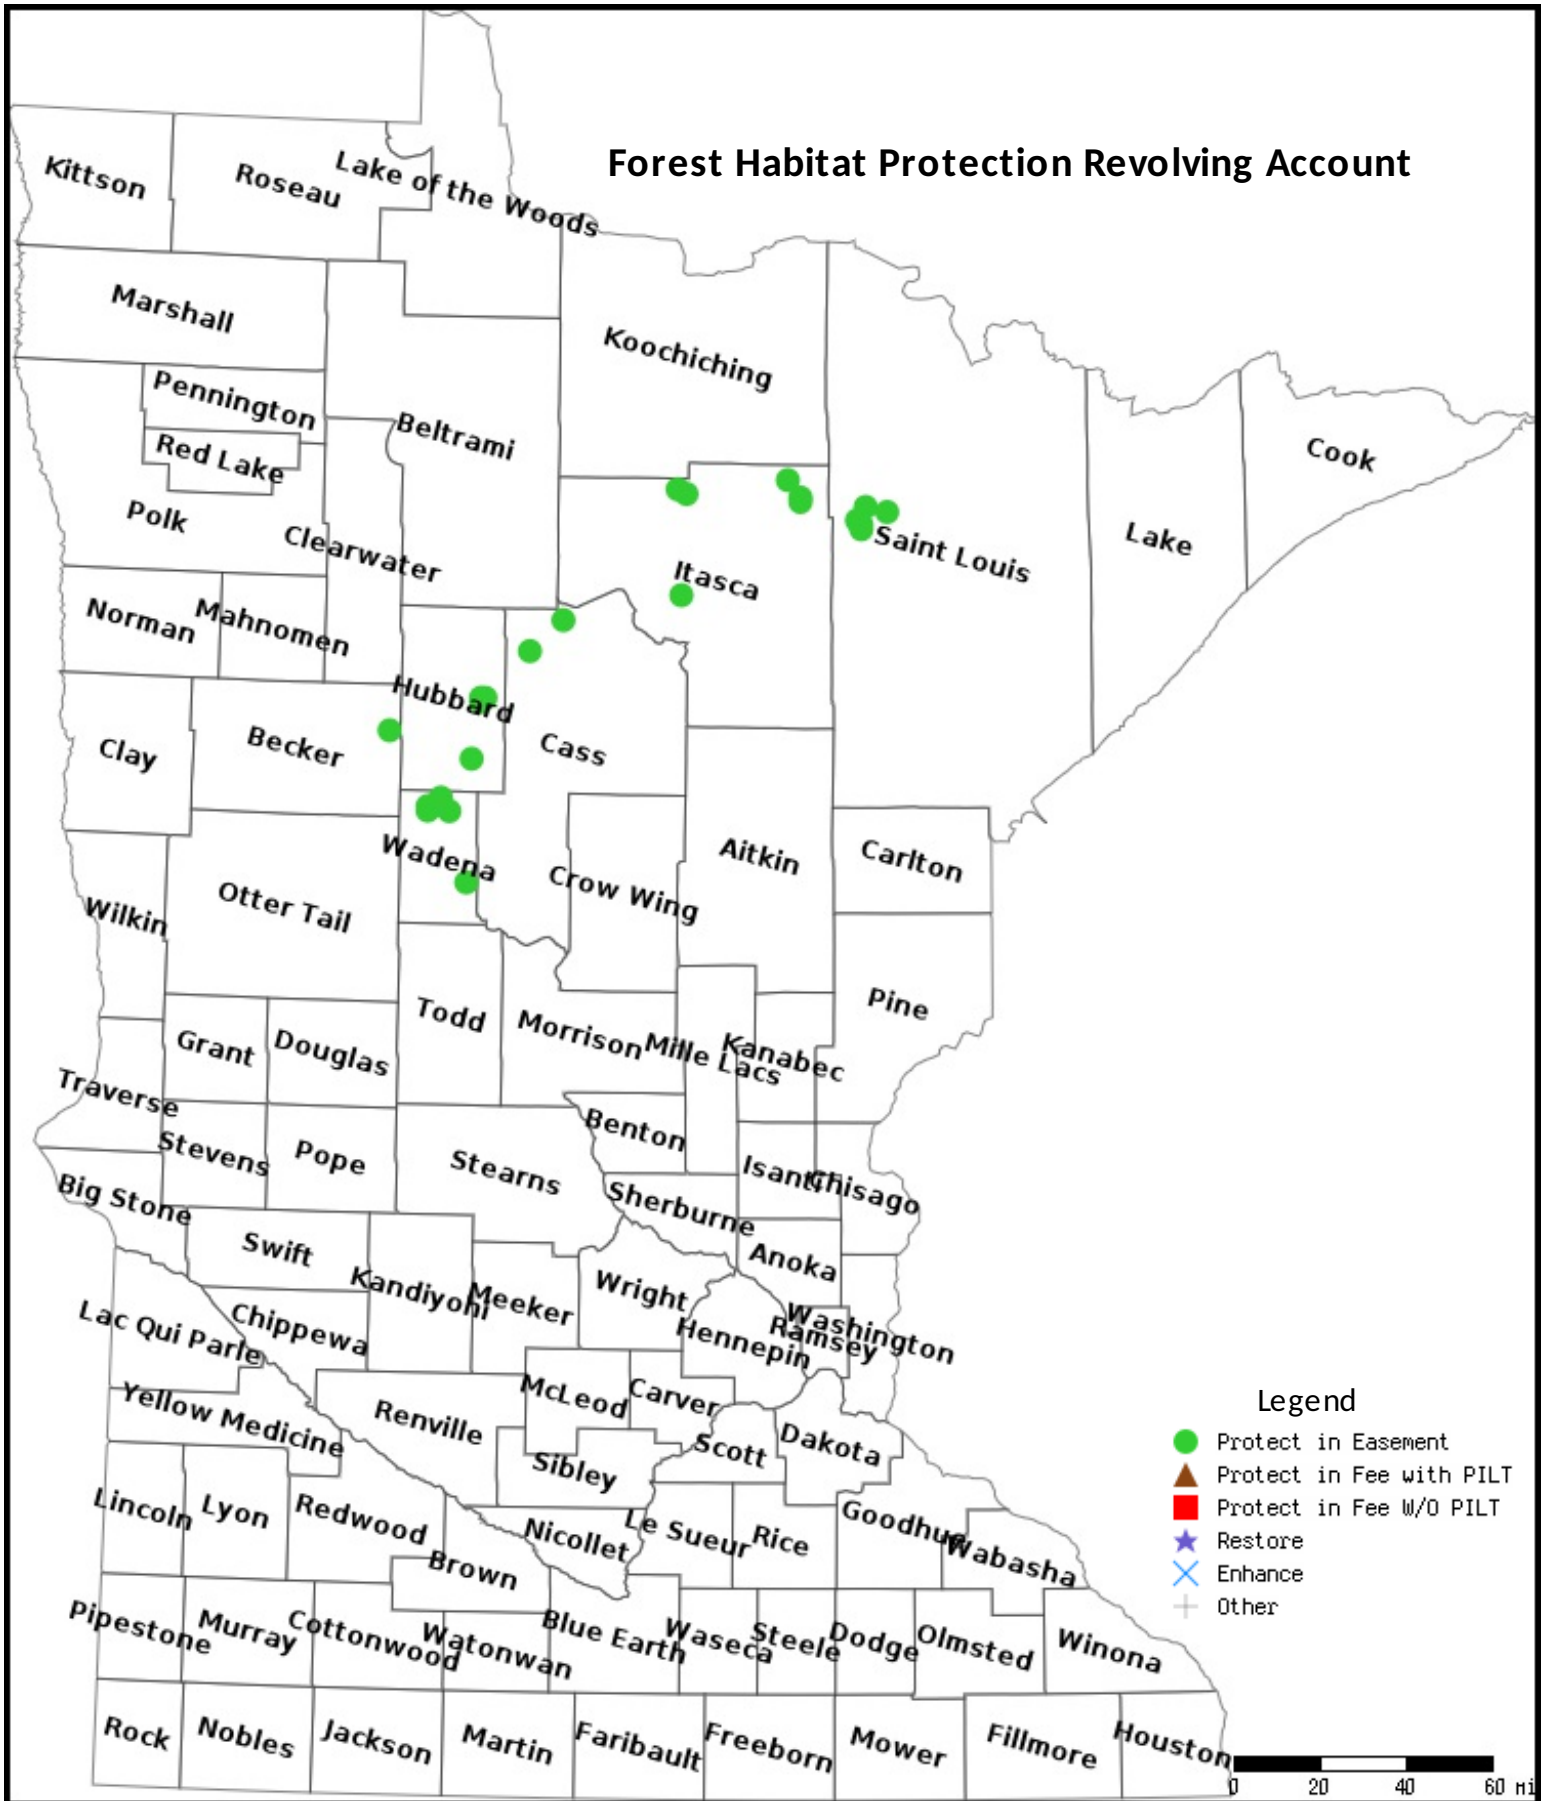 Forest Habitat Protection Revolving Account
Kittson
Roseau
Lake of the Woods
Marshall
Koochiching
Pennington
Beltrami
Red Lake
Cook
Polk
Clearwater
Saint Louis
Lake
Itasca
Norman
Mahnomen
Hubbard
Clay
Becker
Cass
Wadena
Aitkin
Carlton
Crow Wing
Otter Tail
Wilkin
Pine
Todd
Morrison
Mille Lacs
Kanabec
Grant
Douglas
Traverse
Benton
Stevens
Pope
Stearns
Isanti
Chisago
Big Stone
Sherburne
Swift
Anoka
Kandiyohi
Meeker
Wright
Lac Qui Parle
Chippewa
Hennepin
Ramsey
Washington
Yellow Medicine
Renville
McLeod
Carver
Scott
Dakota
Sibley
Lincoln
Lyon
Redwood
Nicollet
Le Sueur
Rice
Goodhue
Wabasha
Brown
Pipestone
Murray
Cottonwood
Watonwan
Blue Earth
Waseca
Steele
Dodge
Olmsted
Winona
Rock
Nobles
Jackson
Martin
Faribault
Freeborn
Mower
Fillmore
Houston
Legend
Protect in Easement
Protect in Fee with PILT
Protect in Fee W/O PILT
Restore
Enhance
Other
0 20 40 60 mi